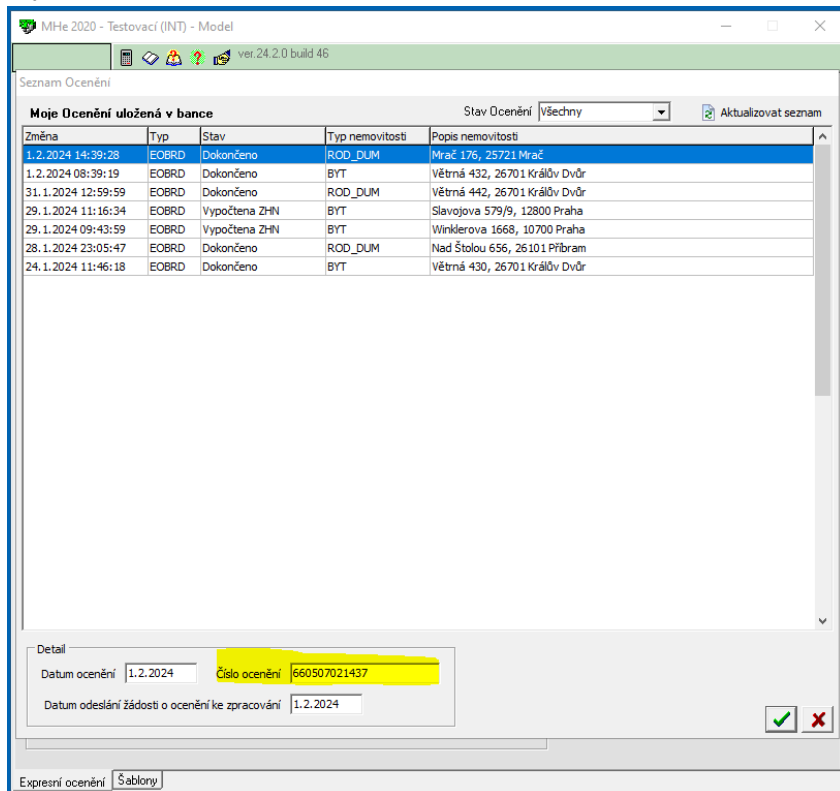 MHe 2020 - Testovací (INT) - Model
ver.24.2.0 build 46
Seznam Ocenění
Moje Ocenění uložená v bance Stav Ocenění Všechny Aktualizovat seznam
Změna Typ Stav Typ nemovitosti Popis nemovitosti
1.2.2024 14:39:28 EOBRD Dokončeno ROD_DUM Mrač 176, 25721 Mrač
1.2.2024 08:39:19 EOBRD Dokončeno BYT Větrná 432, 26701 Králův Dvůr
31.1.2024 12:59:59 EOBRD Dokončeno ROD_DUM Větrná 442, 26701 Králův Dvůr
29.1.2024 11:16:34 EOBRD Vypočtena ZHN BYT Slavojova 579/9, 12800 Praha
29.1.2024 09:43:59 EOBRD Vypočtena ZHN BYT Winklerova 1668, 10700 Praha
28.1.2024 23:05:47 EOBRD Dokončeno ROD_DUM Nad Štolou 656, 26101 Příbram
24.1.2024 11:46:18 EOBRD Dokončeno BYT Větrná 430, 26701 Králův Dvůr
Detail
Datum ocenění 1.2.2024 Číslo ocenění 660507021437
Datum odeslání žádosti o ocenění ke zpracování 1.2.2024
Expresní ocenění Šablony